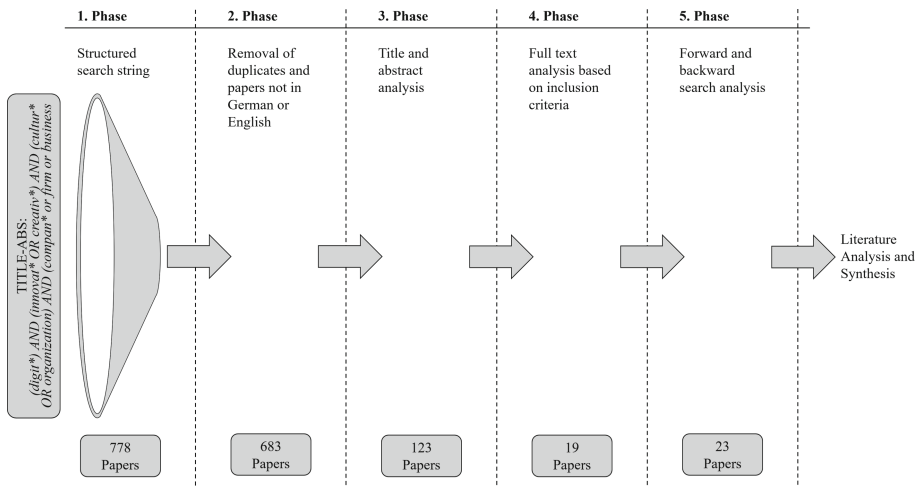 1. Phase
2. Phase
3. Phase
4. Phase
5. Phase
Structured
search string
Removal of
duplicates and
papers not in
German or
English
Title and
abstract
analysis
Full text
analysis based
on inclusion
criteria
Forward and
backward
search analysis
TITLE-ABS:
(digit*) AND (innovat* OR creativ*) AND (cultur*
OR organization) AND (compan* or firm or business
Literature
Analysis and
Synthesis
778
Papers
683
Papers
123
Papers
19
Papers
23
Papers